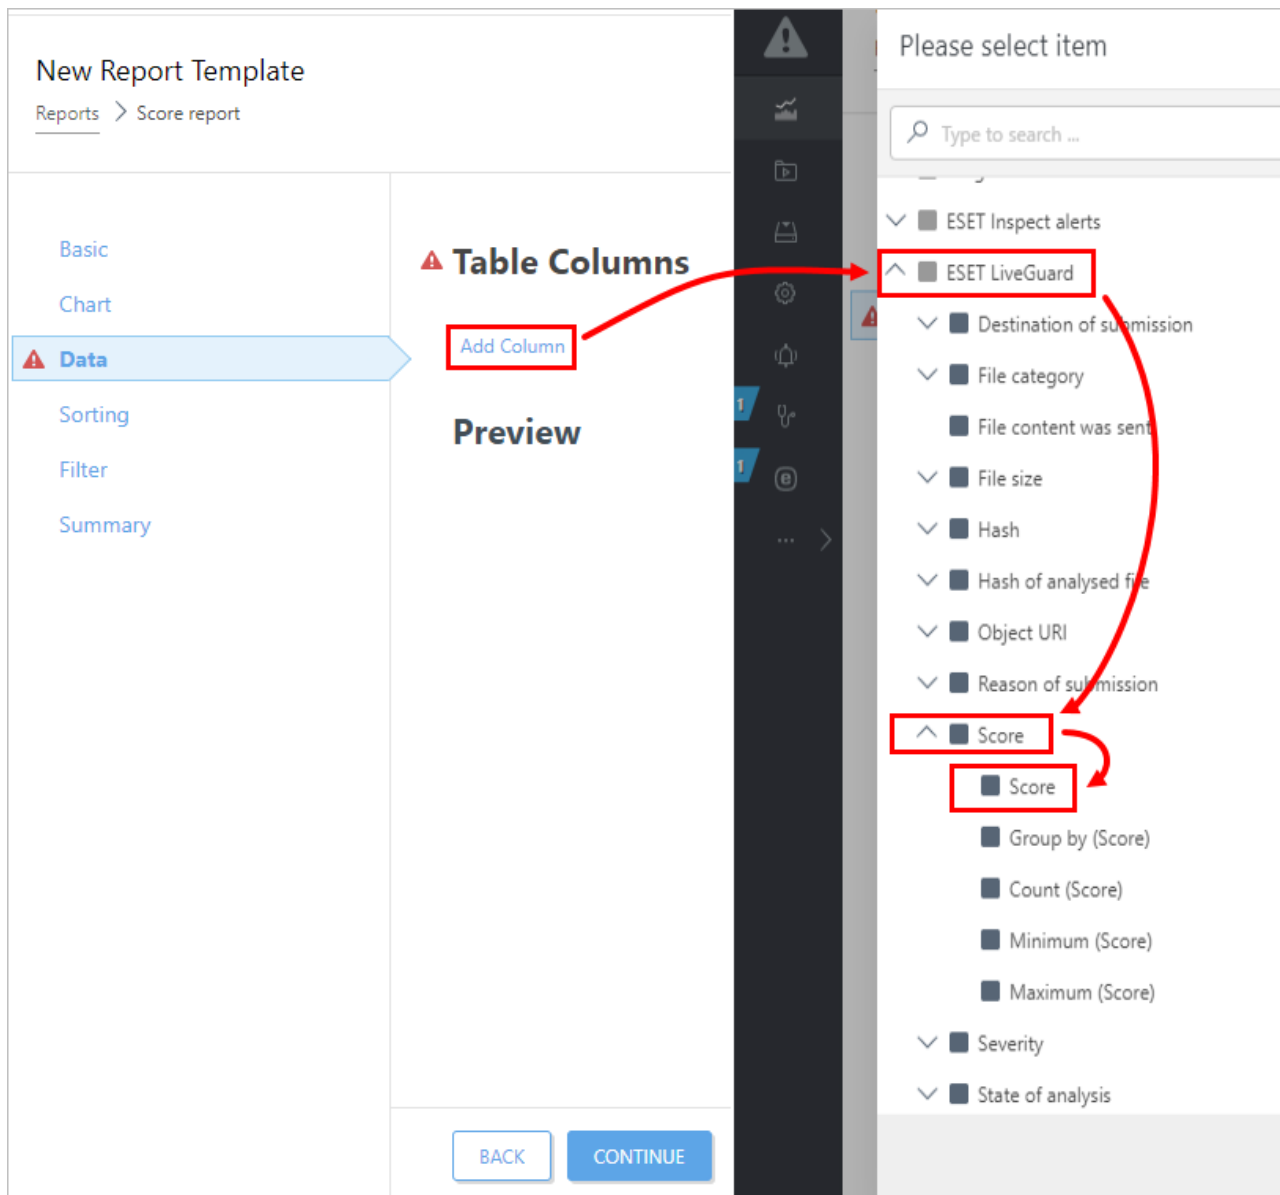 New Report Template
Reports > Score report
Basic
Chart
Data
Sorting
Filter
Summary
Table Columns
Add Column
Preview
BACK
CONTINUE
1
1
Please select item
Type to search ...
ESET Inspect alerts
ESET LiveGuard
Destination of submission
File category
File content was sent
File size
Hash
Hash of analysed file
Object URI
Reason of submission
Score
Score
Group by (Score)
Count (Score)
Minimum (Score)
Maximum (Score)
Severity
State of analysis